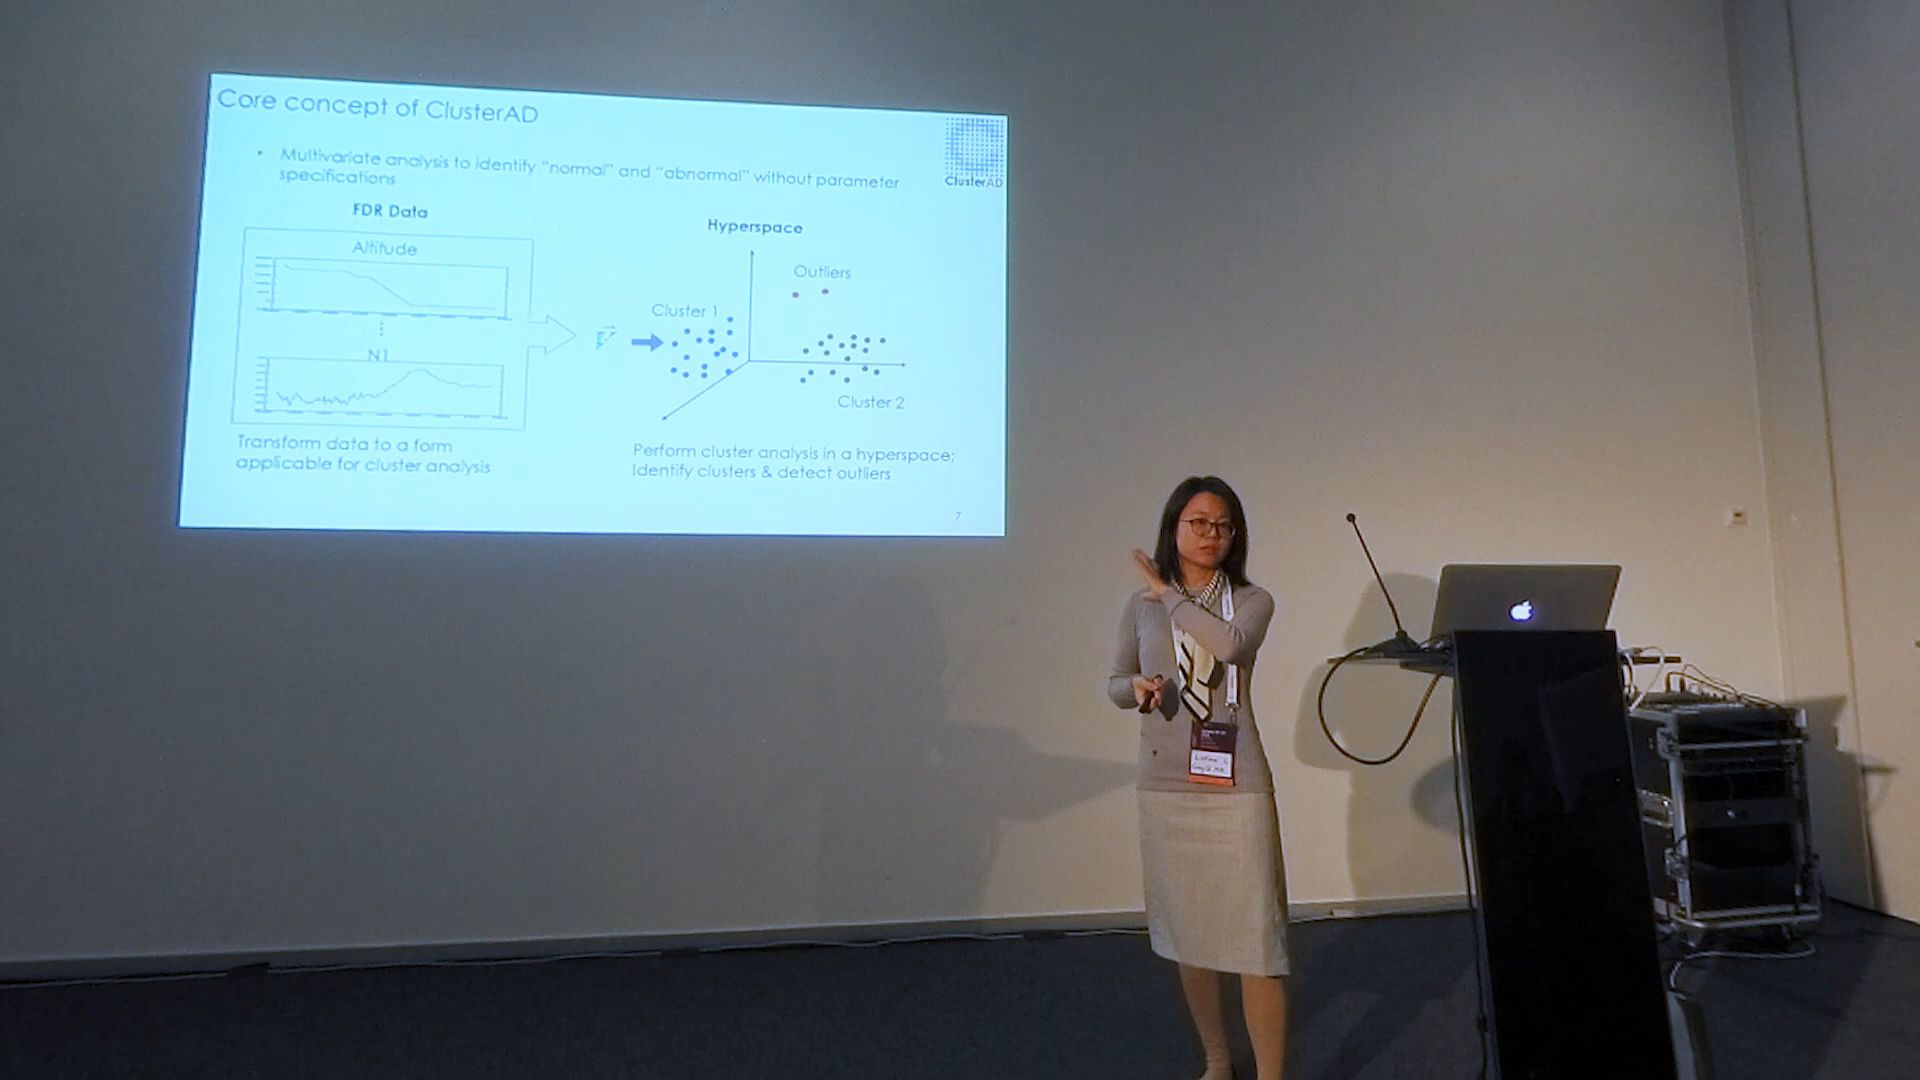 Core concept of ClusterAD
ClusterAD
• Multivariate analysis to identify “normal” and “abnormal” without parameter
specifications
FDR Data
Altitude
N1
Transform data to a form
applicable for cluster analysis
Hyperspace
Outliers
Cluster 1
Cluster 2
Perform cluster analysis in a hyperspace;
Identify clusters & detect outliers
7